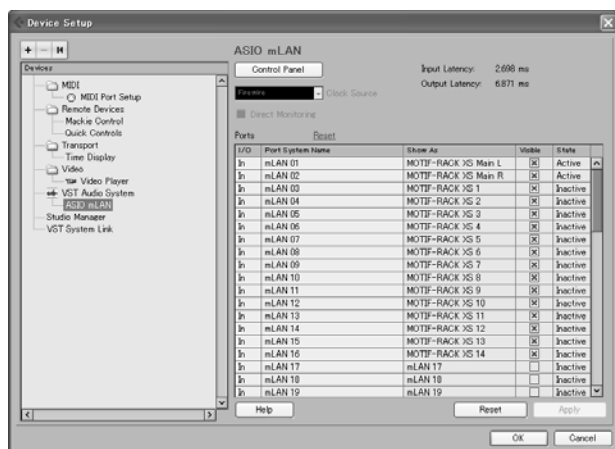 Device Setup
Devices
MIDI
MIDI Port Setup
Remote Devices
Mackie Control
Quick Controls
Transport
Time Display
Video
Video Player
VST Audio System
ASIO mLAN
Studio Manager
VST System Link
ASIO mLAN
Control Panel
Input Latency: 2.698 ms
Output Latency: 6.871 ms
Firewire
Clock Source
Direct Monitoring
Ports Reset
I/O Port System Name Show As Visible State
In mLAN 01 MOTIF-RACK XS Main L Active
In mLAN 02 MOTIF-RACK XS Main R Active
In mLAN 03 MOTIF-RACK XS 1 Inactive
In mLAN 04 MOTIF-RACK XS 2 Inactive
In mLAN 05 MOTIF-RACK XS 3 Inactive
In mLAN 06 MOTIF-RACK XS 4 Inactive
In mLAN 07 MOTIF-RACK XS 5 Inactive
In mLAN 08 MOTIF-RACK XS 6 Inactive
In mLAN 09 MOTIF-RACK XS 7 Inactive
In mLAN 10 MOTIF-RACK XS 8 Inactive
In mLAN 11 MOTIF-RACK XS 9 Inactive
In mLAN 12 MOTIF-RACK XS 10 Inactive
In mLAN 13 MOTIF-RACK XS 11 Inactive
In mLAN 14 MOTIF-RACK XS 12 Inactive
In mLAN 15 MOTIF-RACK XS 13 Inactive
In mLAN 16 MOTIF-RACK XS 14 Inactive
In mLAN 17 mLAN 17 Inactive
In mLAN 18 mLAN 18 Inactive
In mLAN 19 mLAN 19 Inactive
Help Reset Apply
OK Cancel